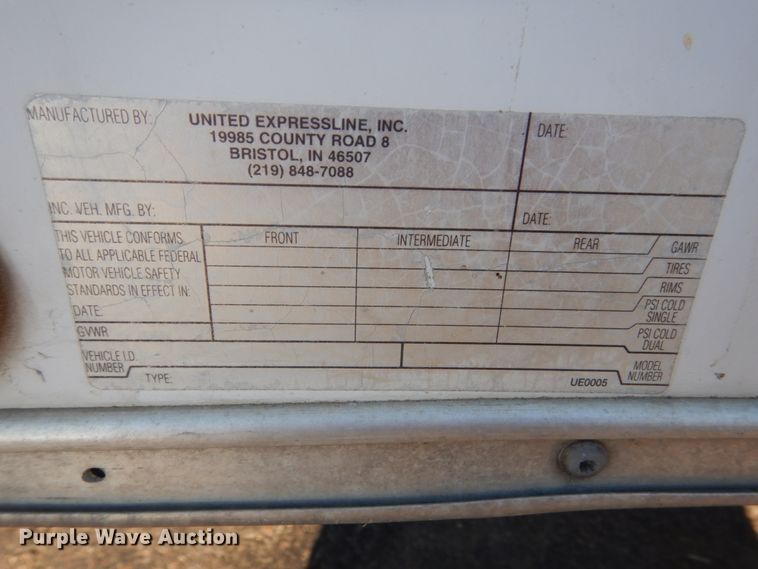 MANUFACTURED BY: UNITED EXPRESSLINE, INC. DATE:
19985 COUNTY ROAD 8
BRISTOL, IN 46507
(219) 848-7088
INC. VEH. MFG. BY: DATE:
THIS VEHICLE CONFORMS
TO ALL APPLICABLE FEDERAL
MOTOR VEHICLE SAFETY
STANDARDS IN EFFECT IN:
DATE:
GVWR
FRONT INTERMEDIATE REAR GAWR
TIRES
RIMS
PSI COLD
SINGLE
PSI COLD
DUAL
VEHICLE I.D.
NUMBER
MODEL
NUMBER
TYPE: UE0005
Purple Wave Auction